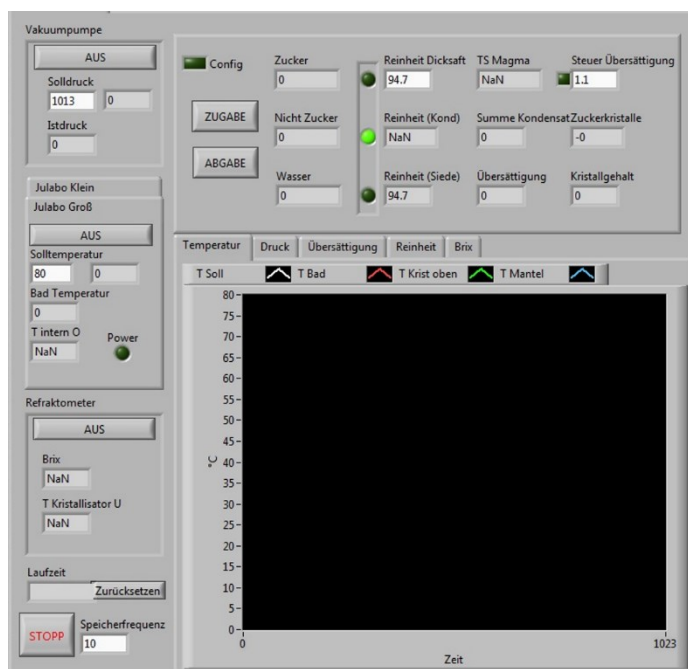 Vakuumpumpe
AUS
Solldruck
1013 0
Istdruck
0
Julabo Klein
Julabo Groß
AUS
Solltemperatur
80 0
Bad Temperatur
0
T intern O Power
NaN
Refraktometer
AUS
Brix
NaN
T Kristallisator U
NaN
Laufzeit
Zurücksetzen
STOPP
Speicherfrequenz
10
Config
ZUGABE
ABGABE
Zucker
0
Nicht Zucker
0
Wasser
0
Reinheit Dicksaft
94.7
Reinheit (Kond)
NaN
Reinheit (Siede)
94.7
TS Magma
NaN
Summe Kondensat
0
Übersättigung
0
Steuer Übersättigung
1.1
Zuckerkristalle
-0
Kristallgehalt
0
Temperatur Druck Übersättigung Reinheit Brix
T Soll T Bad T Krist oben T Mantel
80
75
70
65
60
55
50
45
40
35
30
25
20
15
10
5
0
°C
0 1023
Zeit